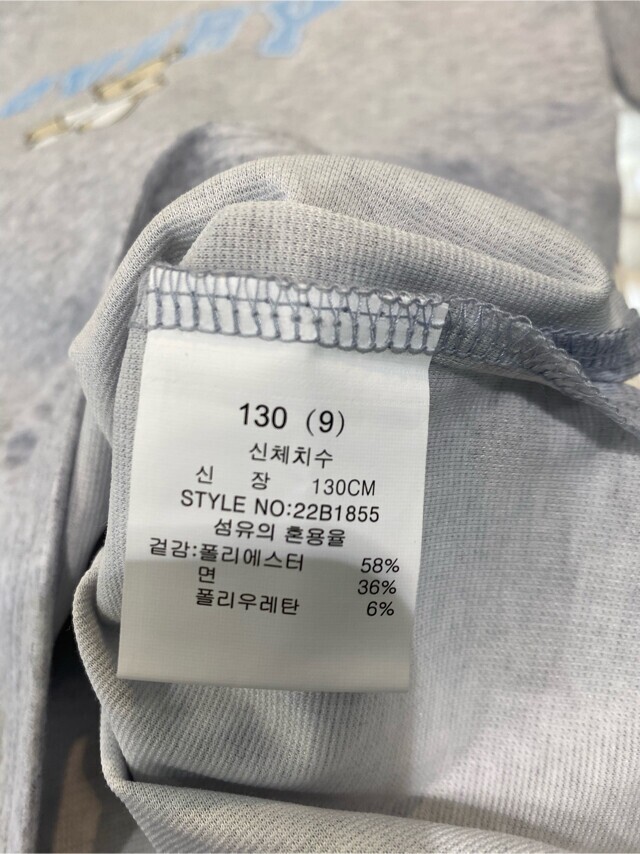 130 (9)
신체치수
신 장 130CM
STYLE NO:22B1855
섬유의 혼용율
겉감:폴리에스터 58%
면 36%
폴리우레탄 6%